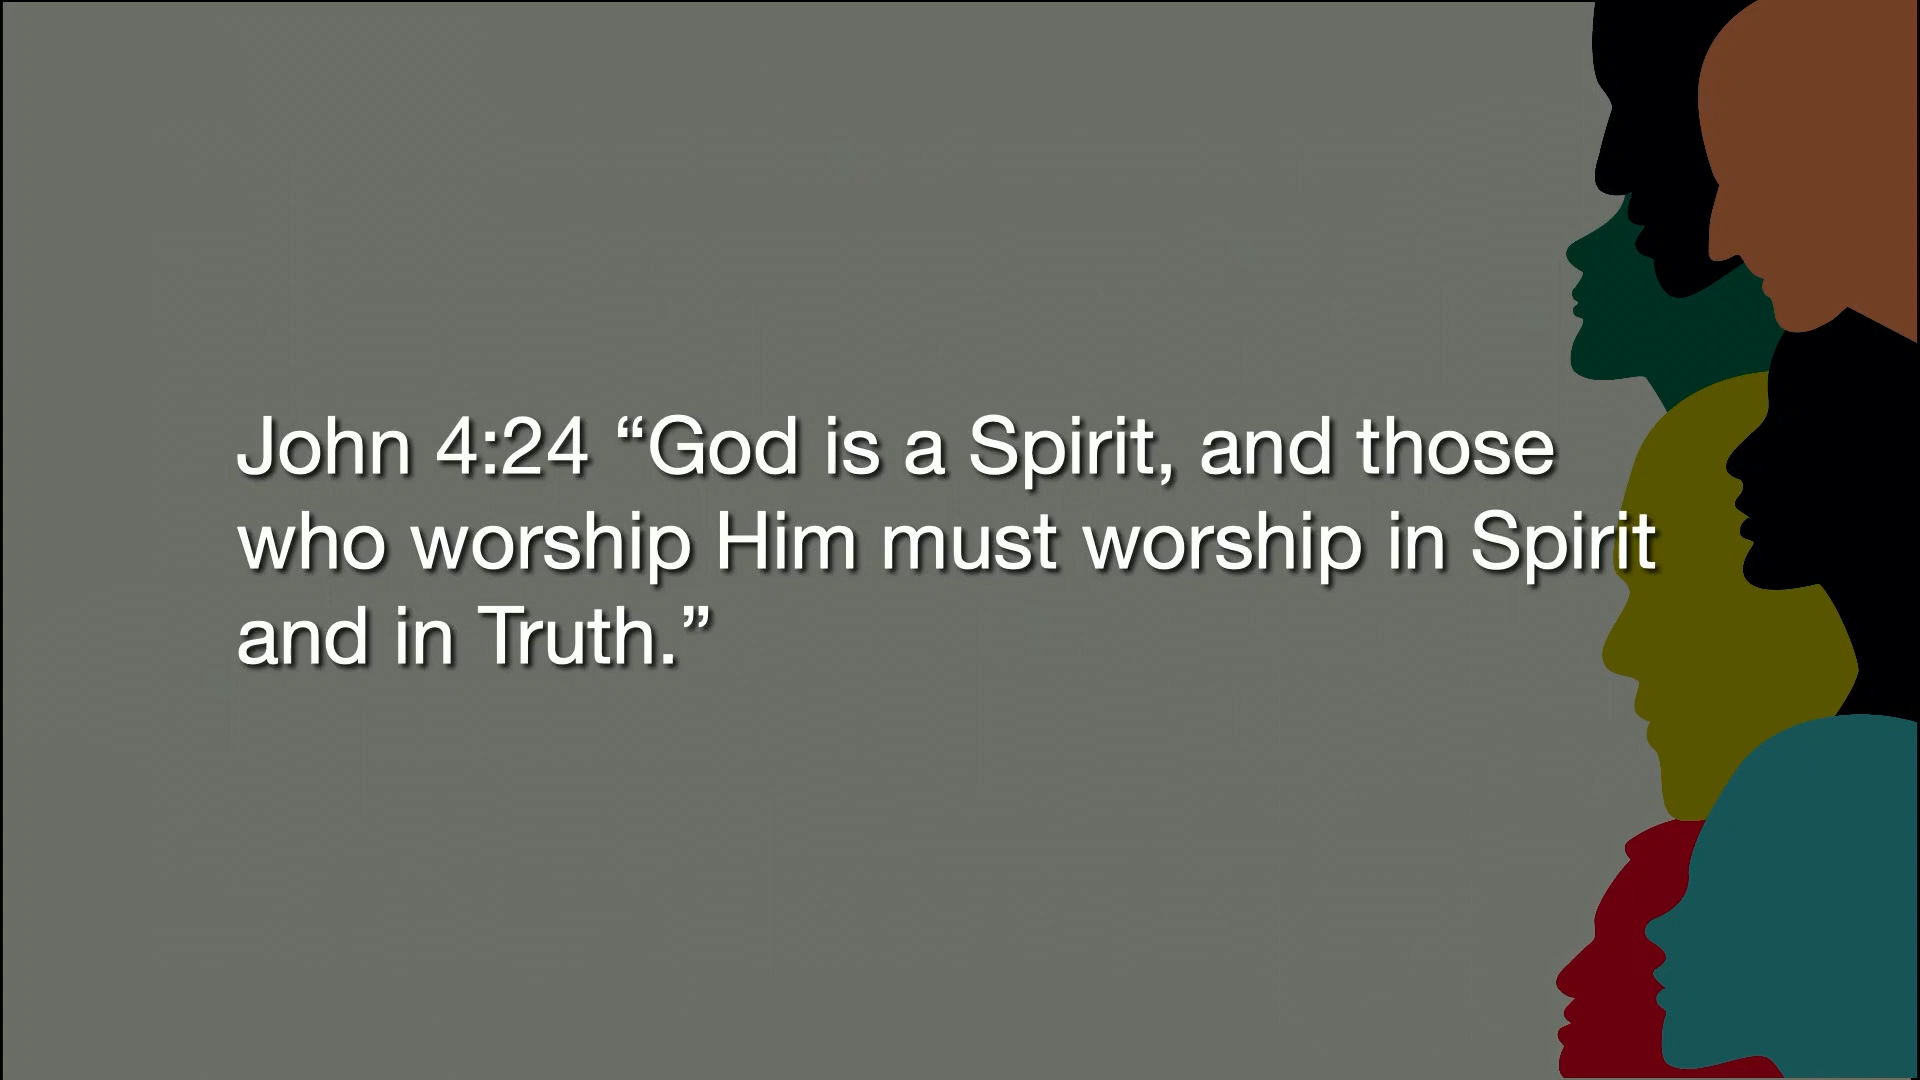 John 4:24 “God is a Spirit, and those
who worship Him must worship in Spirit
and in Truth.”